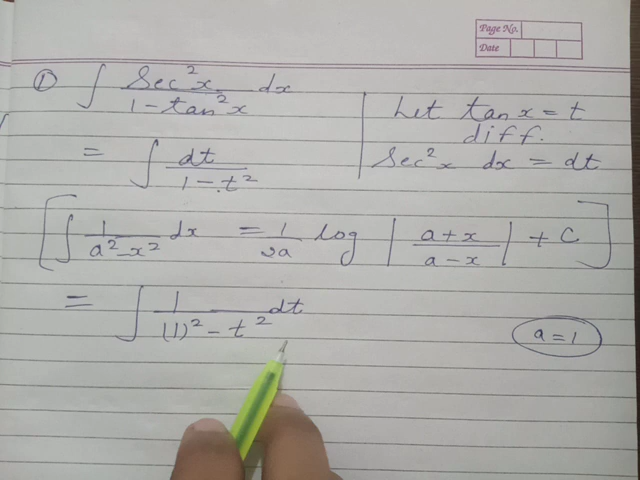 Page No.
Date
① ∫ Sec²x / 1 - tan²x dx
Let tan x = t
diff.
Sec²x dx = dt
= ∫ dt / 1 - t²
[∫ 1 / a² - x² dx = 1 / 2a log | a + x / a - x | + C]
= ∫ 1 / (1)² - t² dt
a = 1